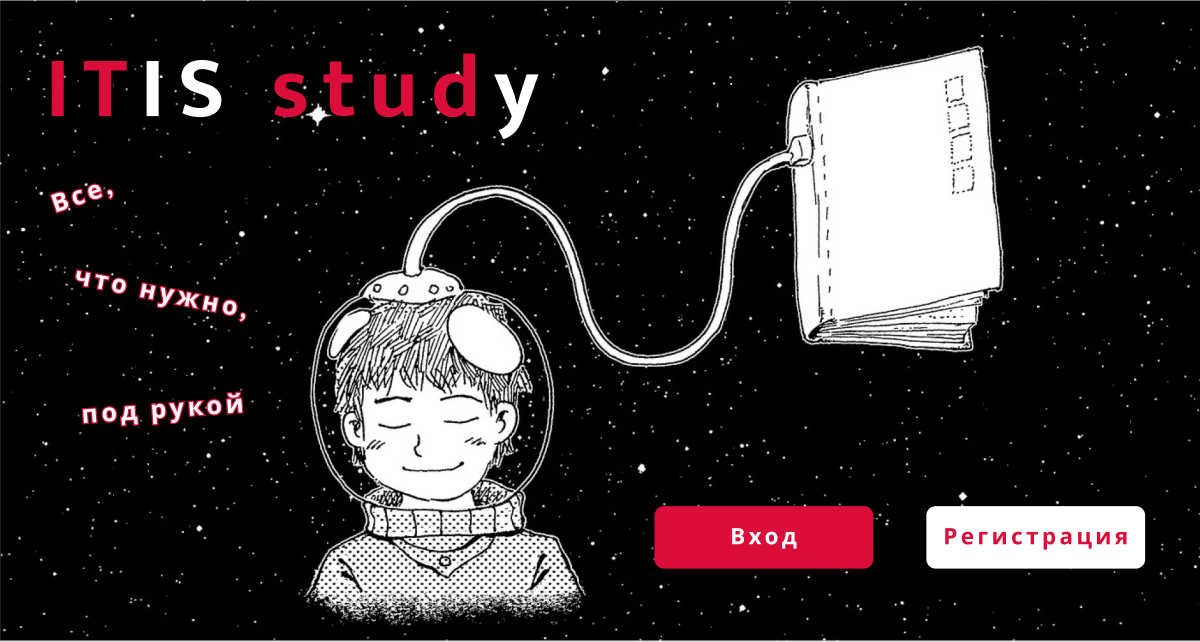 ITIS study
Все,
что нужно,
под рукой
Вход
Регистрация